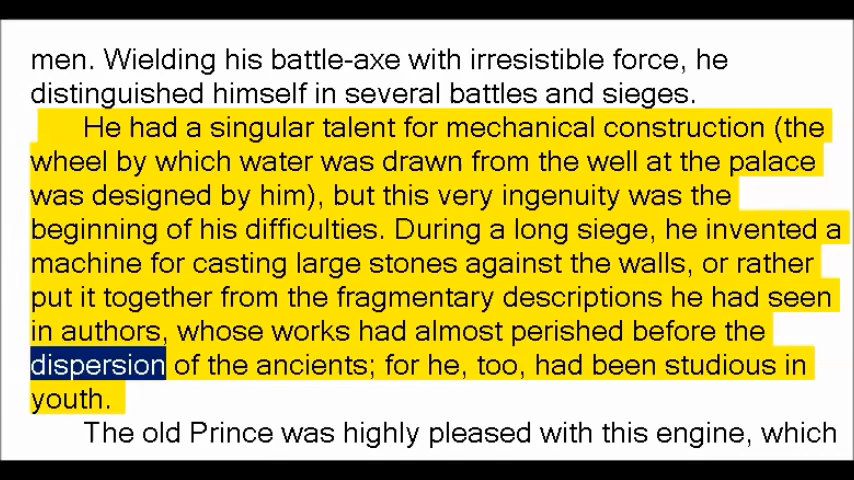 men. Wielding his battle-axe with irresistible force, he
distinguished himself in several battles and sieges.
He had a singular talent for mechanical construction (the
wheel by which water was drawn from the well at the palace
was designed by him), but this very ingenuity was the
beginning of his difficulties. During a long siege, he invented a
machine for casting large stones against the walls, or rather
put it together from the fragmentary descriptions he had seen
in authors, whose works had almost perished before the
dispersion of the ancients; for he, too, had been studious in
youth.
The old Prince was highly pleased with this engine, which